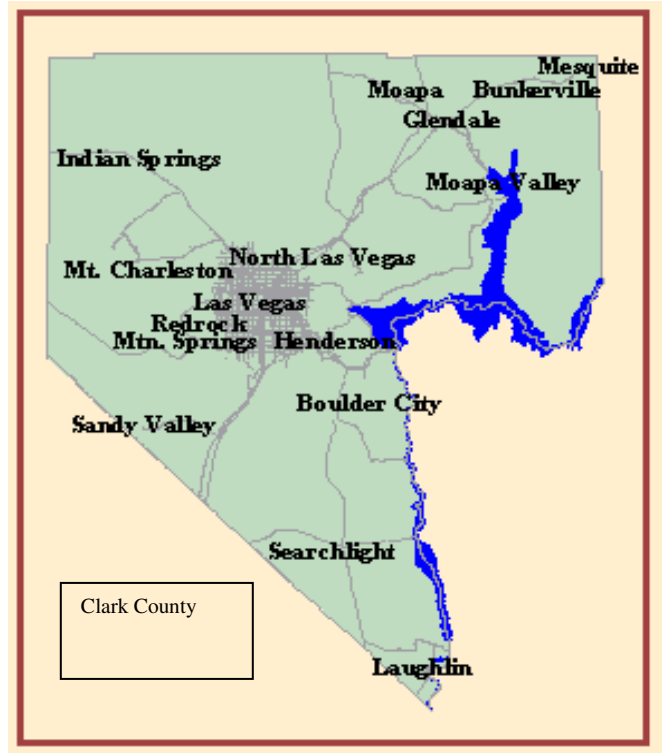 Mesquite
Moapa
Bunkerville
Glendale
Indian Springs
Moapa Valley
North Las Vegas
Mt. Charleston
Las Vegas
Redrock
Mtn. Springs
Henderson
Boulder City
Sandy Valley
Searchlight
Clark County
Laughlin